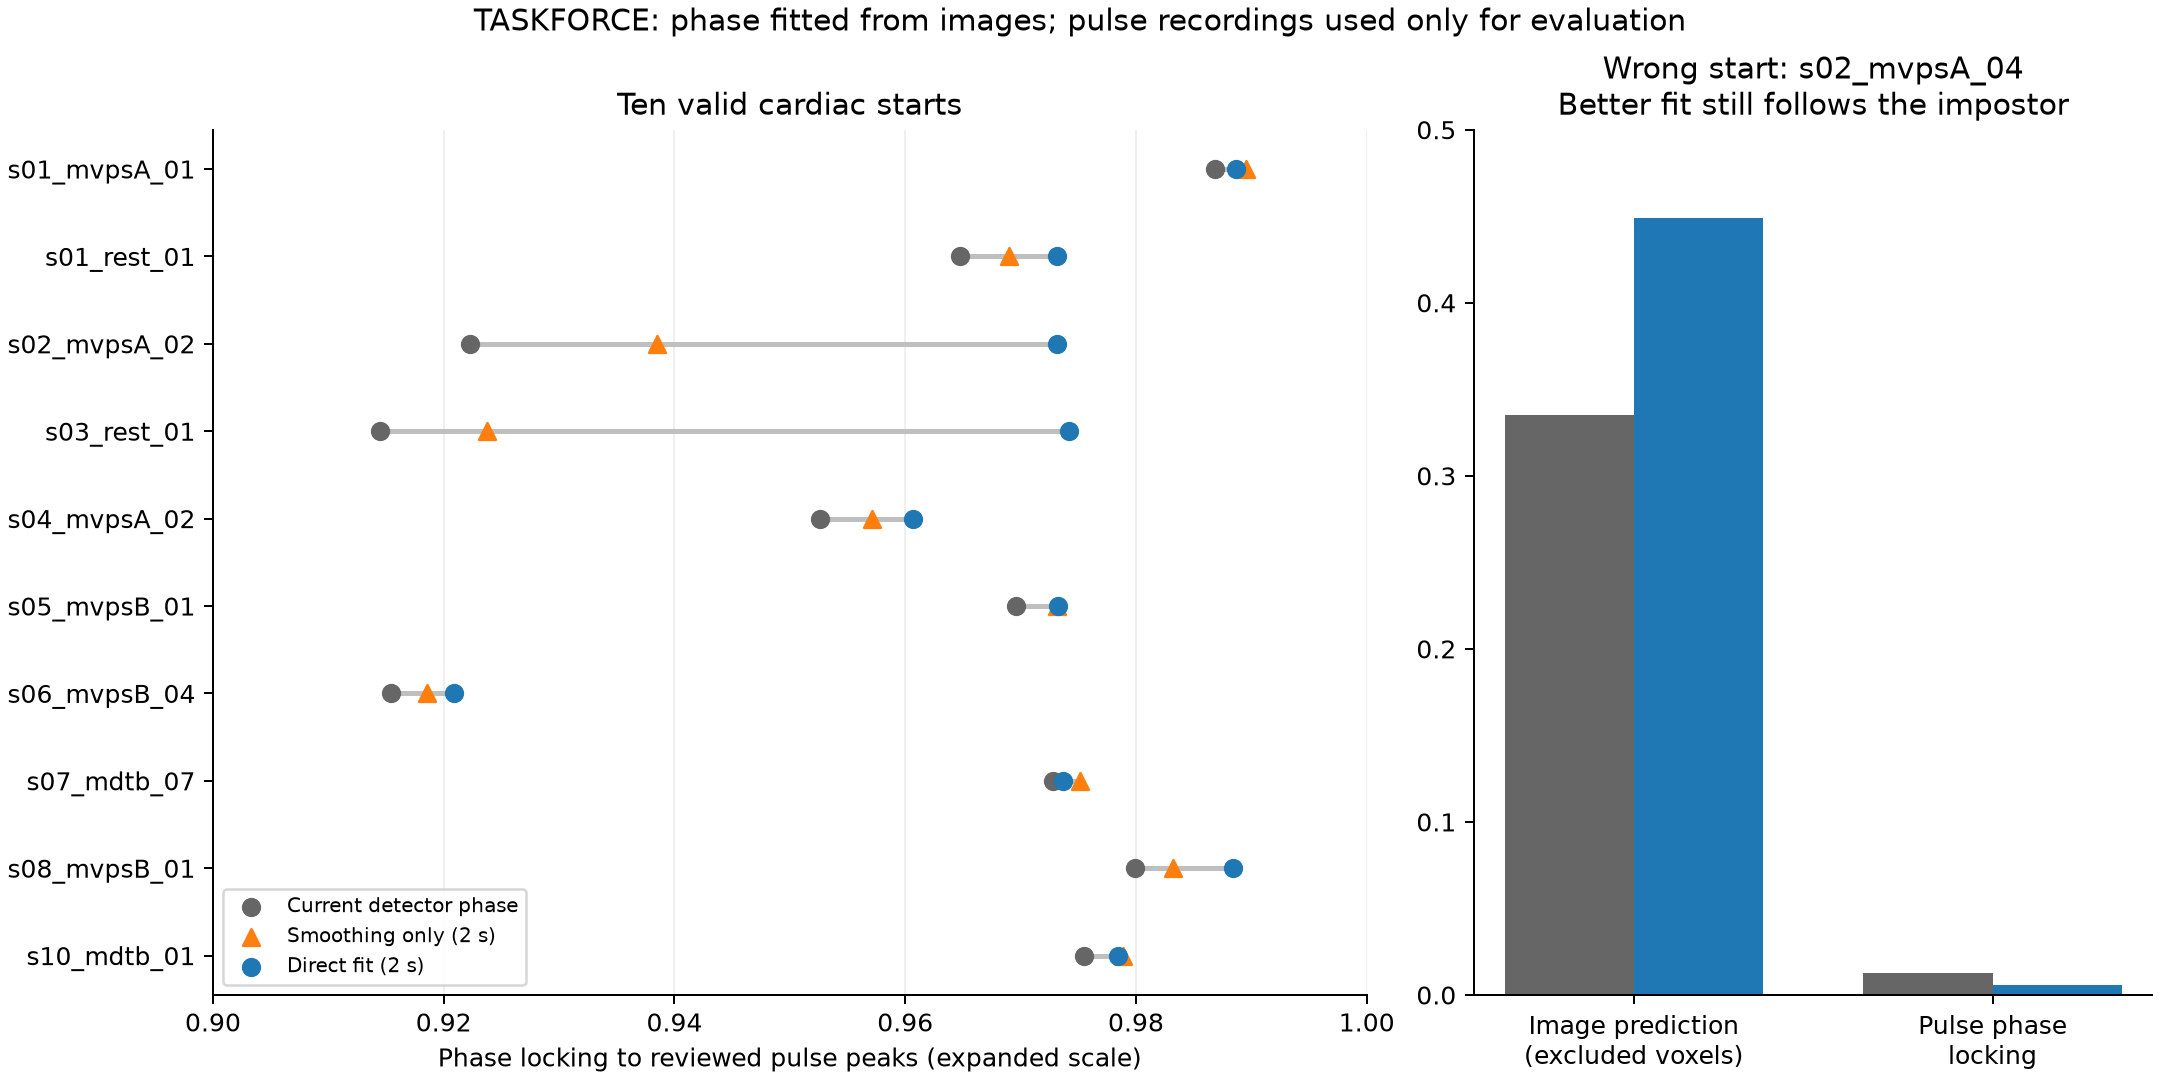 TASKFORCE: phase fitted from images; pulse recordings used only for evaluation
Ten valid cardiac starts
s01_mvpsA_01
s01_rest_01
s02_mvpsA_02
s03_rest_01
s04_mvpsA_02
s05_mvpsB_01
s06_mvpsB_04
s07_mdtb_07
s08_mvpsB_01
s10_mdtb_01
Current detector phase
Smoothing only (2 s)
Direct fit (2 s)
0.90 0.92 0.94 0.96 0.98 1.00
Phase locking to reviewed pulse peaks (expanded scale)
Wrong start: s02_mvpsA_04
Better fit still follows the impostor
0.5
0.4
0.3
0.2
0.1
0.0
Image prediction
(excluded voxels)
Pulse phase
locking